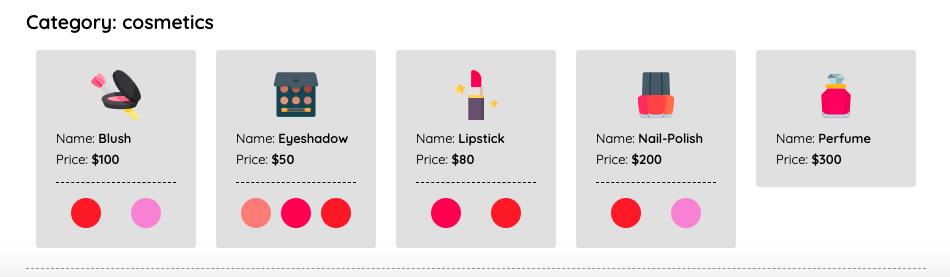 Category: cosmetics
Name: Blush
Price: $100
Name: Eyeshadow
Price: $50
Name: Lipstick
Price: $80
Name: Nail-Polish
Price: $200
Name: Perfume
Price: $300